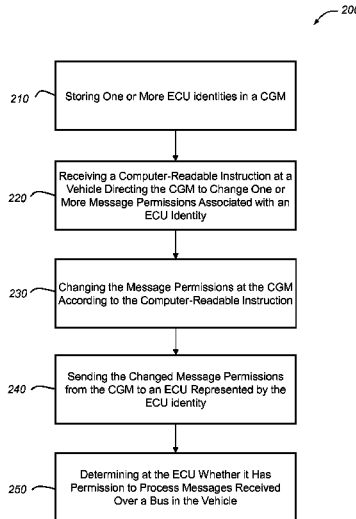 200
210
Storing One or More ECU identities in a CGM
220
Receiving a Computer-Readable Instruction at a
Vehicle Directing the CGM to Change One or
More Message Permissions Associated with an
ECU Identity
230
Changing the Message Permissions at the CGM
According to the Computer-Readable Instruction
240
Sending the Changed Message Permissions
from the CGM to an ECU Represented by the
ECU identity
250
Determining at the ECU Whether it Has
Permission to Process Messages Received
Over a Bus in the Vehicle